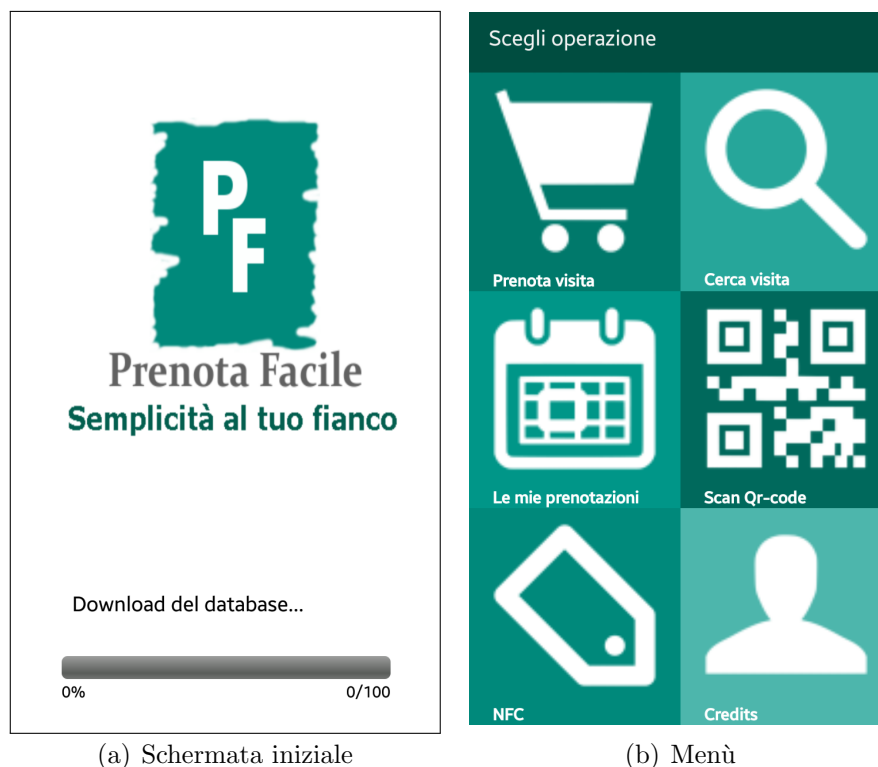 P
F
Prenota Facile
Semplicità al tuo fianco
Download del database...
0% 0/100
(a) Schermata iniziale
Scegli operazione
Prenota visita Cerca visita
Le mie prenotazioni Scan Qr-code
NFC Credits
(b) Menù